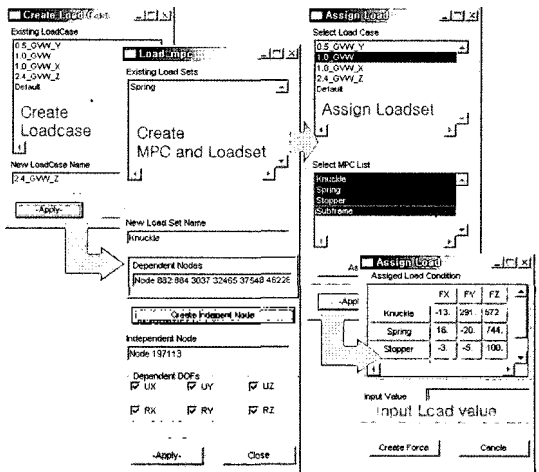 Create Load
Existing LoadCase
0.5_GVW_Y
1.0_GVW
1.0_GVW_X
2.4_GVW_Z
Default
Create
Loadcase
New LoadCase Name
2.4_GVW_Z
-Apply-
Load_mpc
Existing Load Sets
Spring
Create
MPC and Loadset
New Load Set Name
Knuckle
Dependent Nodes
Node 882 884 3037 32465 37548 46226
Create Indepent Node
Independent Node
Node 197113
Dependent DOFs
UX UY UZ
RX RY RZ
-Apply- Close
Assign Load
Select Load Case
0.5_GVW_Y
1.0_GVW
1.0_GVW_X
2.4_GVW_Z
Default
Assign Loadset
Select MPC List
Knuckle
Spring
Stopper
Subframe
As
-Appl
Assign Load
Assiged Load Condition
FX FY FZ
Knuckle -13. 291. 572
Spring 16. -20. 744.
Stopper -3. -5. 100.
Input Value
Input Load value
Create Force Cancle